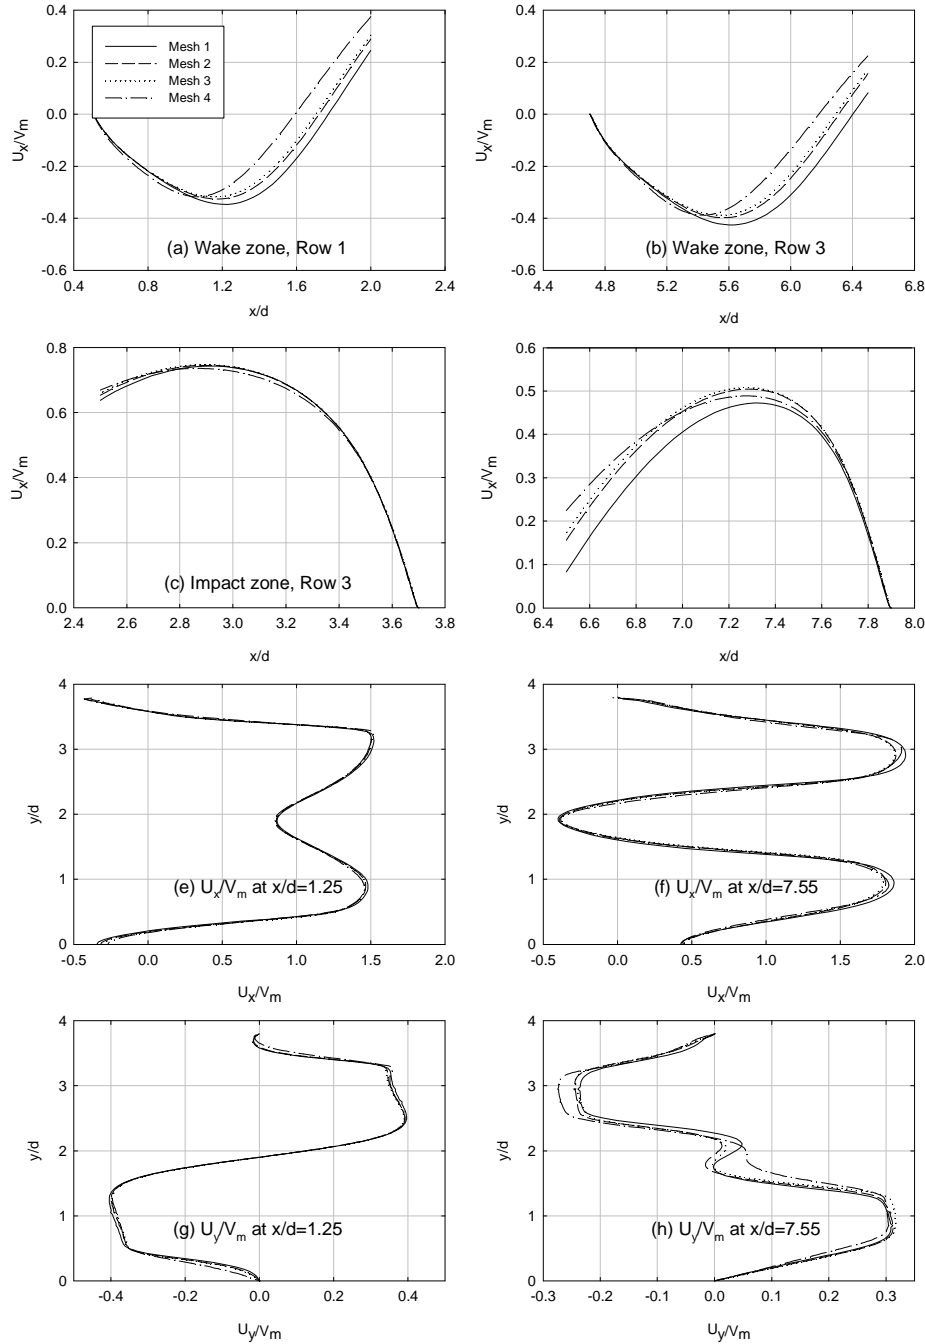 0.4
0.2
0.0
-0.2
-0.4
-0.6
U_x/V_m
Mesh 1
Mesh 2
Mesh 3
Mesh 4
(a) Wake zone, Row 1
0.4 0.8 1.2 1.6 2.0 2.4
x/d
0.4
0.2
0.0
-0.2
-0.4
-0.6
U_x/V_m
(b) Wake zone, Row 3
4.4 4.8 5.2 5.6 6.0 6.4 6.8
x/d
0.8
0.6
0.4
0.2
0.0
U_x/V_m
(c) Impact zone, Row 3
2.4 2.6 2.8 3.0 3.2 3.4 3.6 3.8
x/d
0.6
0.5
0.4
0.3
0.2
0.1
0.0
U_x/V_m
6.4 6.6 6.8 7.0 7.2 7.4 7.6 7.8 8.0
x/d
4
3
2
1
0
y/d
(e) U_x/V_m at x/d=1.25
-0.5 0.0 0.5 1.0 1.5 2.0
U_x/V_m
4
3
2
1
0
y/d
(f) U_x/V_m at x/d=7.55
-0.5 0.0 0.5 1.0 1.5 2.0
U_x/V_m
4
3
2
1
0
y/d
(g) U_y/V_m at x/d=1.25
-0.4 -0.2 0.0 0.2 0.4
U_y/V_m
4
3
2
1
0
y/d
(h) U_y/V_m at x/d=7.55
-0.3 -0.2 -0.1 0.0 0.1 0.2 0.3
U_y/V_m